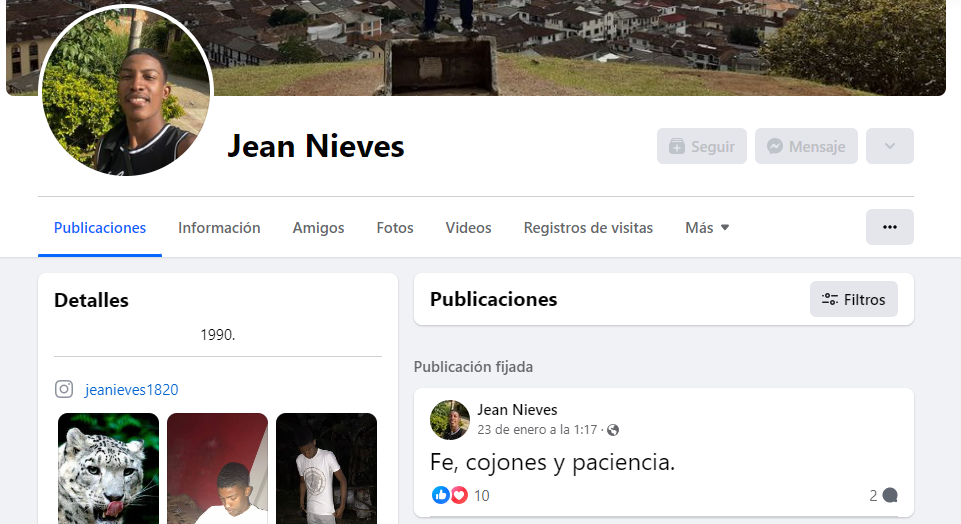 Jean Nieves
Seguir
Mensaje
Publicaciones
Información
Amigos
Fotos
Videos
Registros de visitas
Más
Detalles
1990.
jeanieves1820
Publicaciones
Filtros
Publicación fijada
Jean Nieves
23 de enero a la 1:17 ·
Fe, cojones y paciencia.
10
2